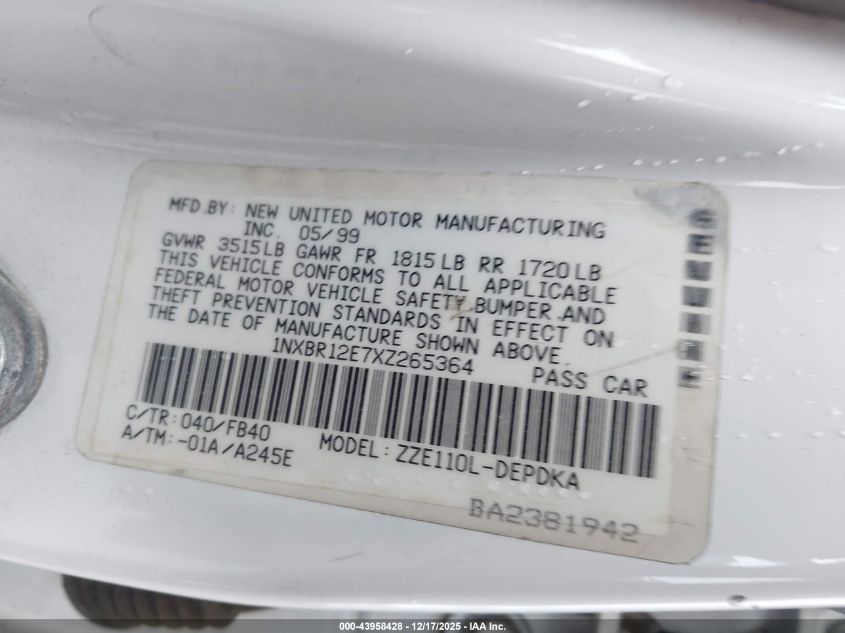 MFD.BY: NEW UNITED MOTOR MANUFACTURING
INC. 05/99
GVWR 3515LB GAWR FR 1815LB RR 1720LB
THIS VEHICLE CONFORMS TO ALL APPLICABLE
FEDERAL MOTOR VEHICLE SAFETY,BUMPER AND
THEFT PREVENTION STANDARDS IN EFFECT ON
THE DATE OF MANUFACTURE SHOWN ABOVE.
1NXBR12E7XZ265364 PASS CAR
C/TR:040/FB40
A/TM:-01A/A245E MODEL:ZZE110L-DEPDKA
BA2381942
GENUINE
000-43958428 - 12/17/2025 - IAA Inc.